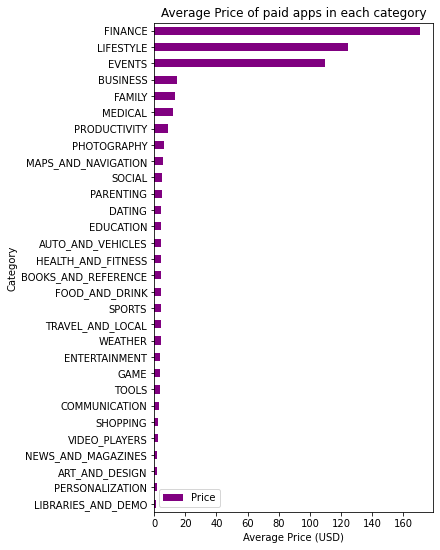 Average Price of paid apps in each category
FINANCE
LIFESTYLE
EVENTS
BUSINESS
FAMILY
MEDICAL
PRODUCTIVITY
PHOTOGRAPHY
MAPS_AND_NAVIGATION
SOCIAL
PARENTING
DATING
EDUCATION
AUTO_AND_VEHICLES
HEALTH_AND_FITNESS
BOOKS_AND_REFERENCE
FOOD_AND_DRINK
SPORTS
TRAVEL_AND_LOCAL
WEATHER
ENTERTAINMENT
GAME
TOOLS
COMMUNICATION
SHOPPING
VIDEO_PLAYERS
NEWS_AND_MAGAZINES
ART_AND_DESIGN
PERSONALIZATION
LIBRARIES_AND_DEMO
Category
Price
0 20 40 60 80 100 120 140 160
Average Price (USD)